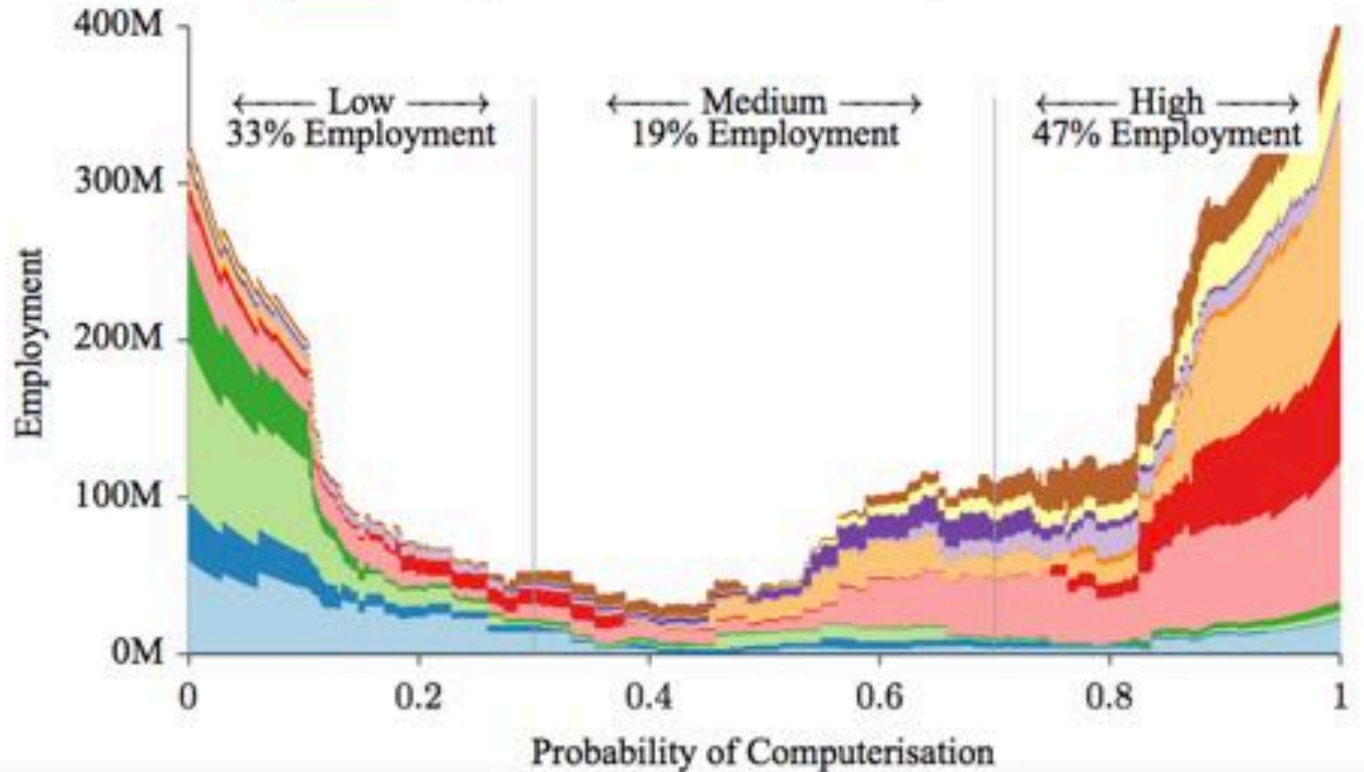 400M
← Low →
33% Employment
← Medium →
19% Employment
← High →
47% Employment
300M
200M
100M
0M
Employment
0
0.2
0.4
0.6
0.8
1
Probability of Computerisation